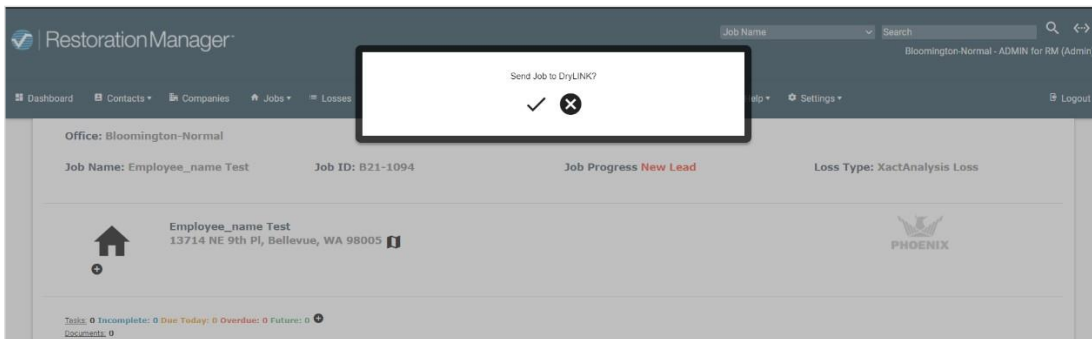 Restoration Manager
Job Name
Search
Bloomington-Normal - ADMIN for RM (Admin
Send Job to DryLINK?
Dashboard Contacts Companies Jobs Losses elp Settings Logout
Office: Bloomington-Normal
Job Name: Employee_name Test Job ID: B21-1094 Job Progress New Lead Loss Type: XactAnalysis Loss
Employee_name Test
13714 NE 9th Pl, Bellevue, WA 98005
PHOENIX
Tasks: 0 Incomplete: 0 Due Today: 0 Overdue: 0 Future: 0
Documents: 0